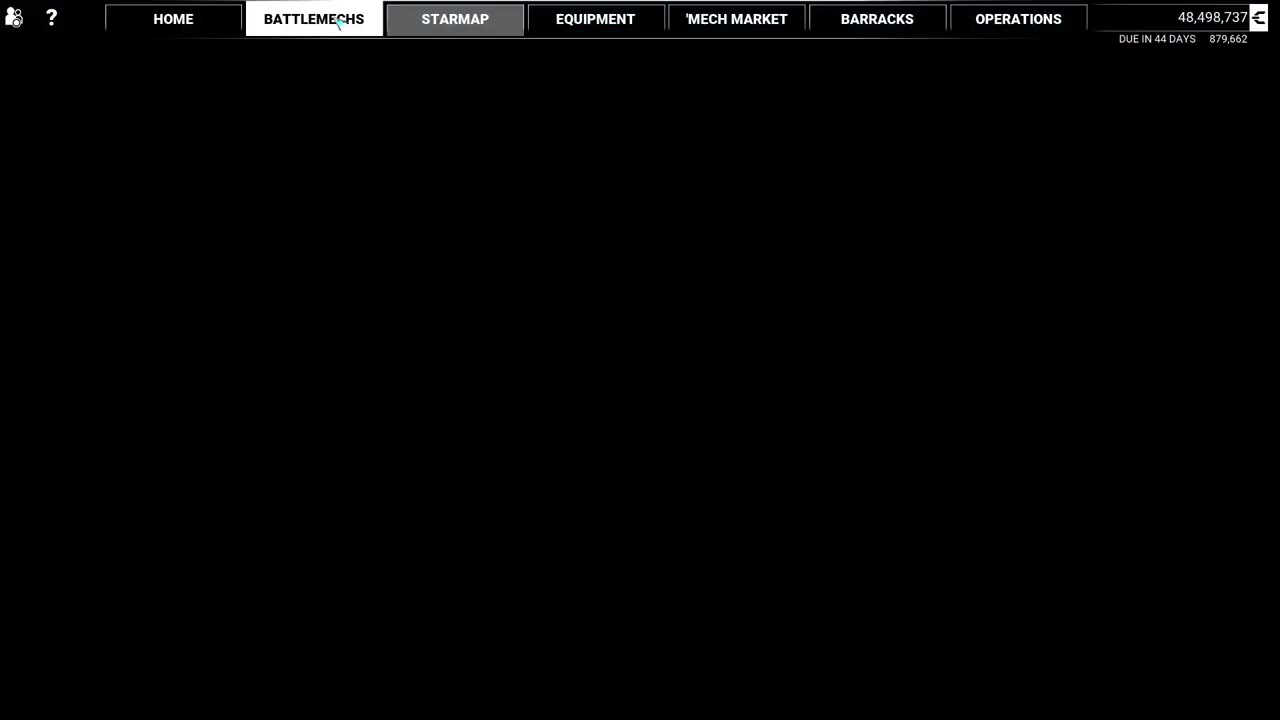 ?
HOME
BATTLEMECHS
STARMAP
EQUIPMENT
'MECH MARKET
BARRACKS
OPERATIONS
48,498,737
DUE IN 44 DAYS 879,662